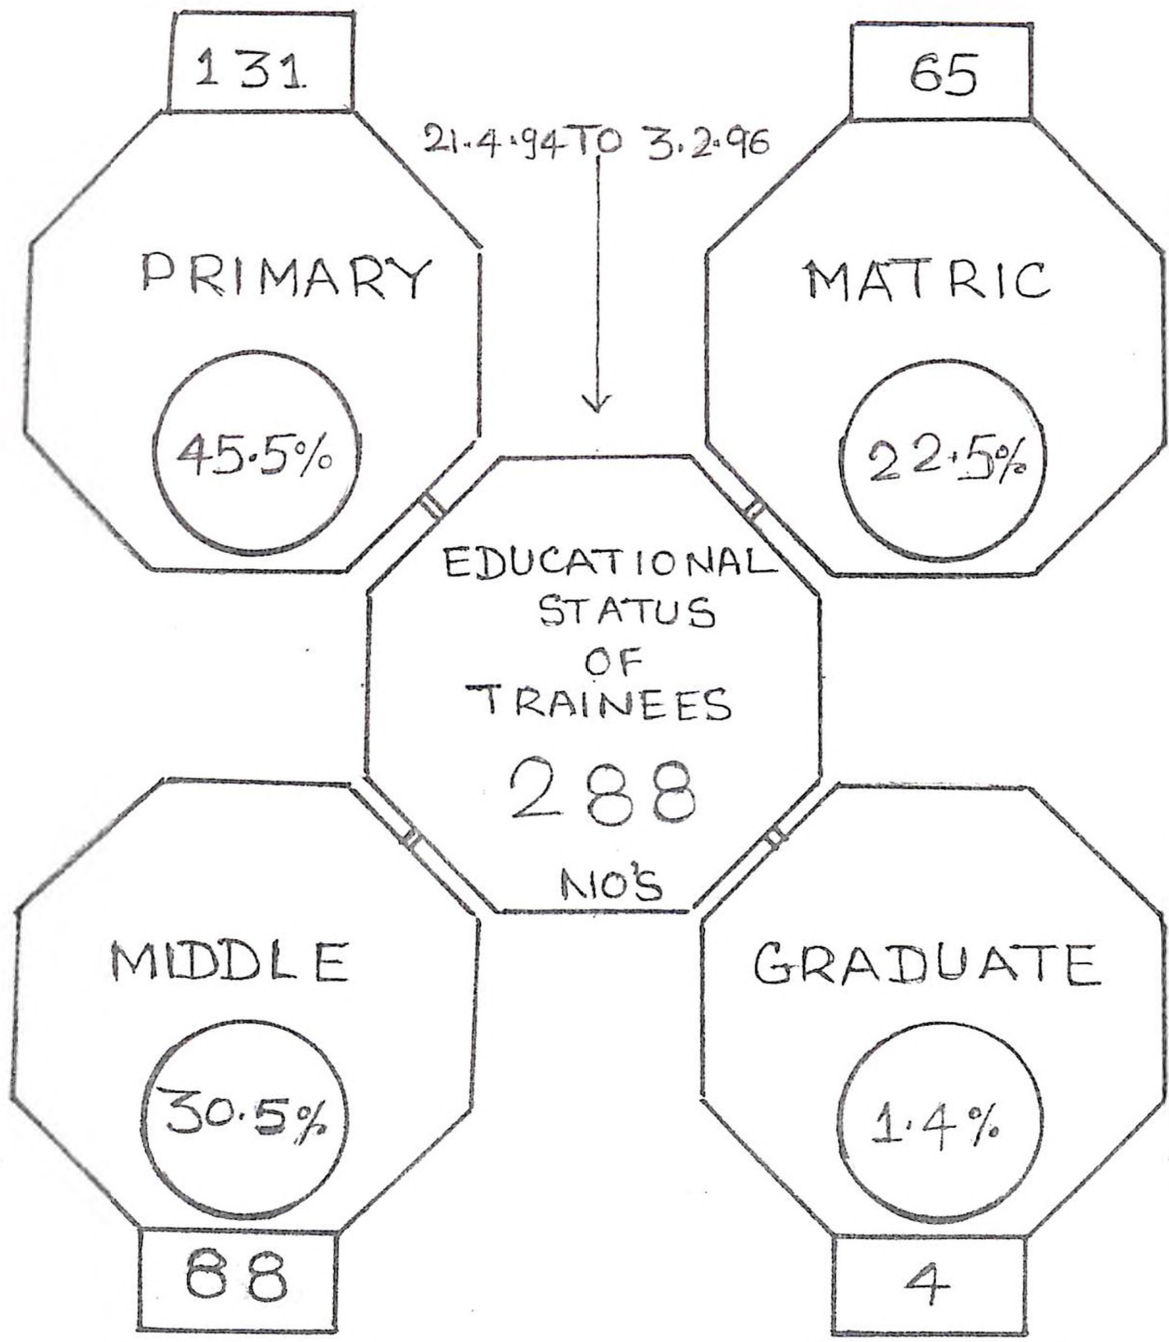 131
65
21.4.94 TO 3.2.96
PRIMARY
MATRIC
45.5%
22.5%
EDUCATIONAL
STATUS
OF
TRAINEES
288
NO'S
MIDDLE
GRADUATE
30.5%
1.4%
88
4